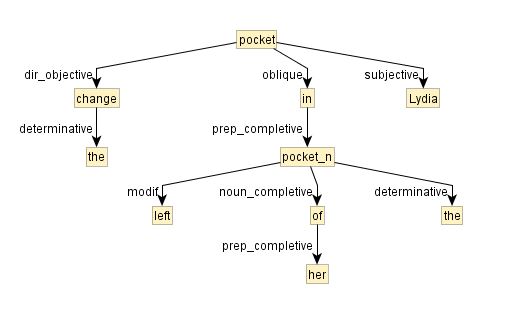 pocket
dir_objective oblique subjective
change in Lydia
determinative prep_completive
the pocket_n
modif noun_completive determinative
left of the
prep_completive
her